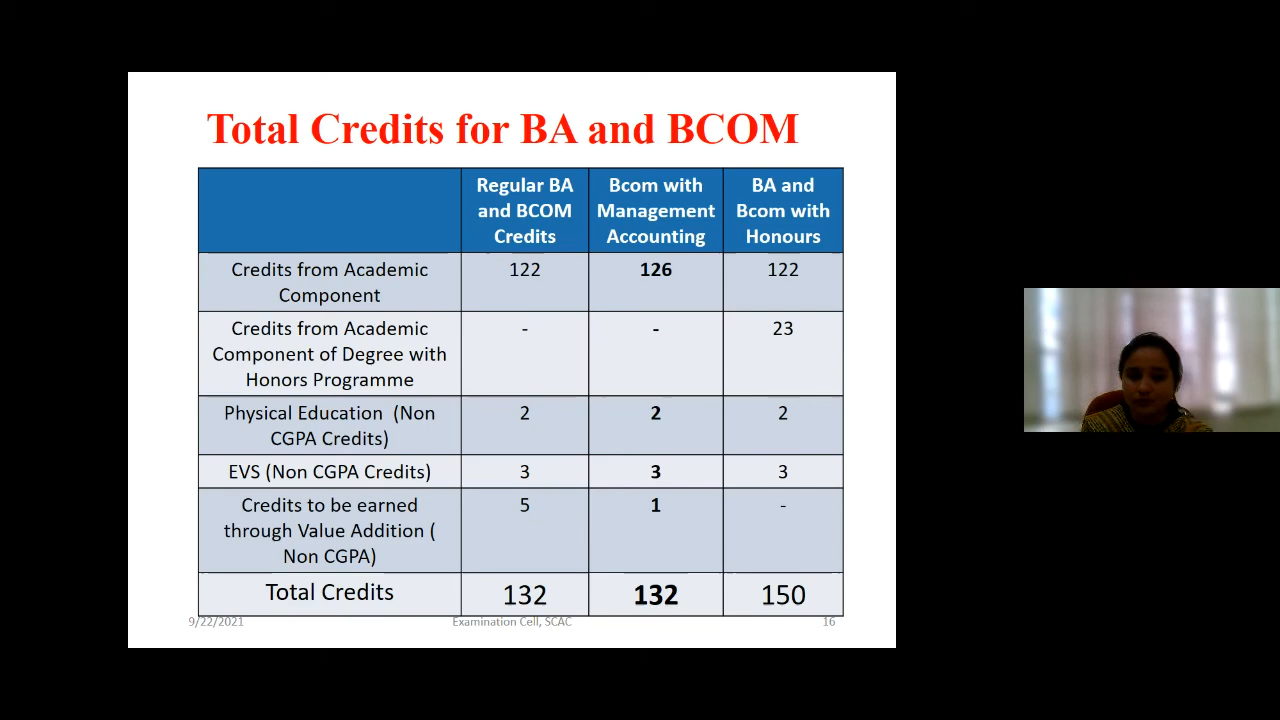 Total Credits for BA and BCOM
Regular BA and BCOM Credits
Bcom with Management Accounting
BA and Bcom with Honours
Credits from Academic Component
122
126
122
Credits from Academic Component of Degree with Honors Programme
-
-
23
Physical Education (Non CGPA Credits)
2
2
2
EVS (Non CGPA Credits)
3
3
3
Credits to be earned through Value Addition ( Non CGPA)
5
1
-
Total Credits
132
132
150
9/22/2021
Examination Cell, SCAC
16